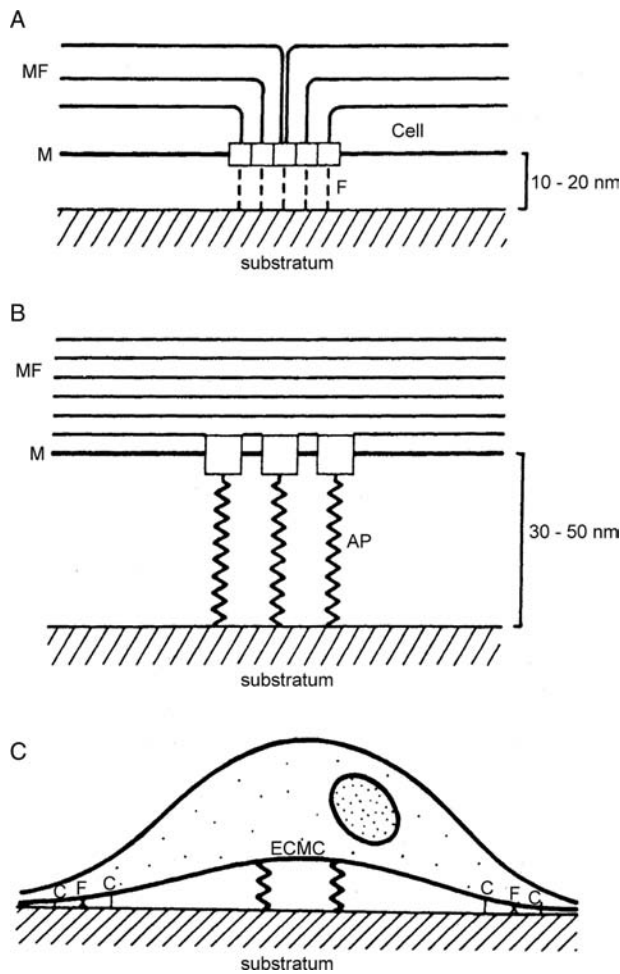 A
MF
Cell
M
F
10 - 20 nm
substratum
B
MF
M
AP
30 - 50 nm
substratum
C
ECMC
C F C
C F C
substratum